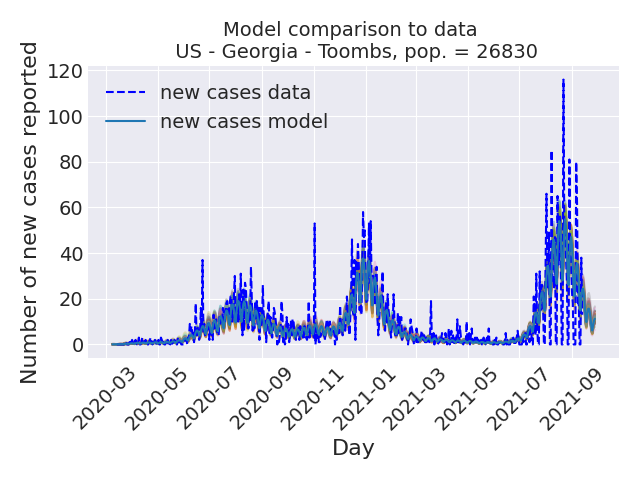 Model comparison to data
US - Georgia - Toombs, pop. = 26830
Number of new cases reported
120
100
80
60
40
20
0
new cases data
new cases model
2020-03
2020-05
2020-07
2020-09
2020-11
2021-01
2021-03
2021-05
2021-07
2021-09
Day